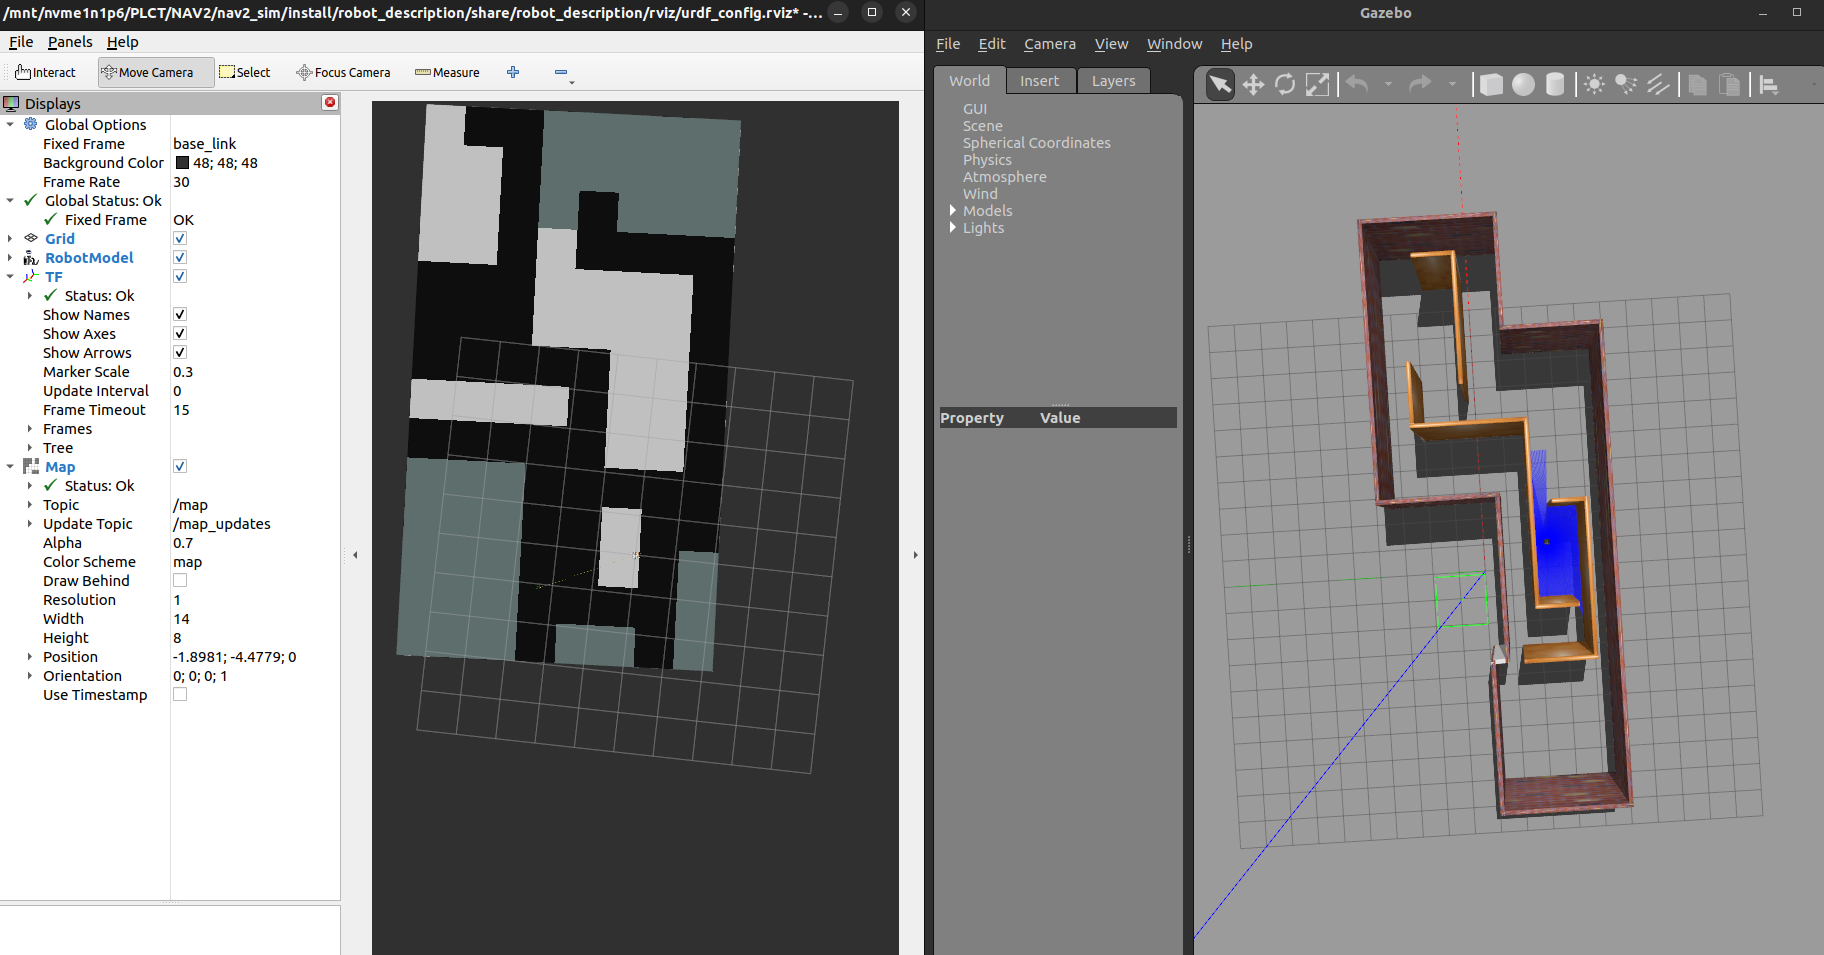 /mnt/nvme1n1p6/PLCT/NAV2/nav2_sim/install/robot_description/share/robot_description/rviz/urdf_config.rviz* -...
File Panels Help
Interact Move Camera Select Focus Camera Measure
Displays
Global Options
Fixed Frame base_link
Background Color 48; 48; 48
Frame Rate 30
Global Status: Ok
Fixed Frame OK
Grid
RobotModel
TF
Status: Ok
Show Names
Show Axes
Show Arrows
Marker Scale 0.3
Update Interval 0
Frame Timeout 15
Frames
Tree
Map
Status: Ok
Topic /map
Update Topic /map_updates
Alpha 0.7
Color Scheme map
Draw Behind
Resolution 1
Width 14
Height 8
Position -1.8981; -4.4779; 0
Orientation 0; 0; 0; 1
Use Timestamp
Gazebo
File Edit Camera View Window Help
World Insert Layers
GUI
Scene
Spherical Coordinates
Physics
Atmosphere
Wind
Models
Lights
Property Value